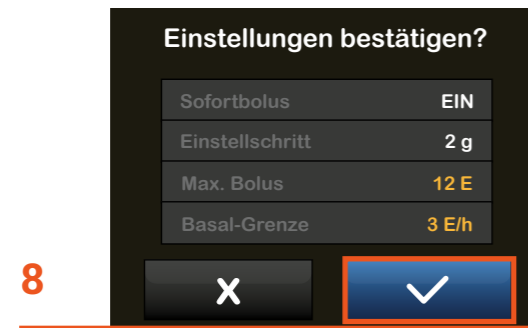 Einstellungen bestätigen?
Sofortbolus EIN
Einstellschritt 2 g
Max. Bolus 12 E
Basal-Grenze 3 E/h
8 X